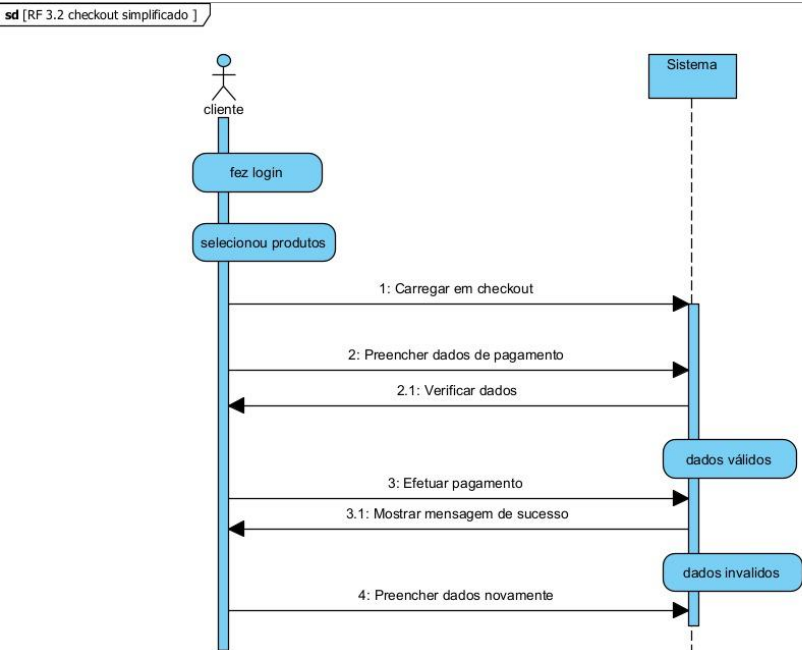 sd [RF 3.2 checkout simplificado ]
Sistema
cliente
fez login
selecionou produtos
1: Carregar em checkout
2: Preencher dados de pagamento
2.1: Verificar dados
dados válidos
3: Efetuar pagamento
3.1: Mostrar mensagem de sucesso
dados invalidos
4: Preencher dados novamente